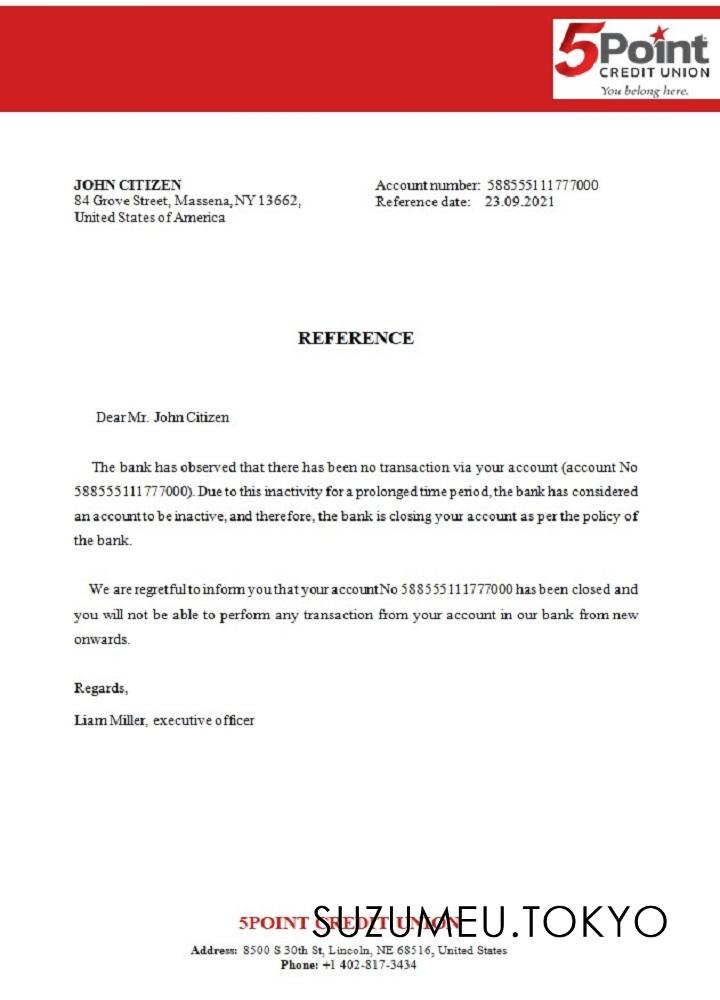 5Point
CREDIT UNION
You belong here.
JOHN CITIZEN
84 Grove Street, Massena, NY 13662,
United States of America
Account number: 588555111777000
Reference date: 23.09.2021
REFERENCE
Dear Mr. John Citizen
The bank has observed that there has been no transaction via your account (account No
588555111777000). Due to this inactivity for a prolonged time period, the bank has considered
an account to be inactive, and therefore, the bank is closing your account as per the policy of
the bank.
We are regretful to inform you that your account No 588555111777000 has been closed and
you will not be able to perform any transaction from your account in our bank from new
onwards.
Regards,
Liam Miller, executive officer
5POINT CREDIT UNION
SUZUMEU.TOKYO
Address: 8500 S 30th St, Lincoln, NE 68516, United States
Phone: +1 402-817-3434